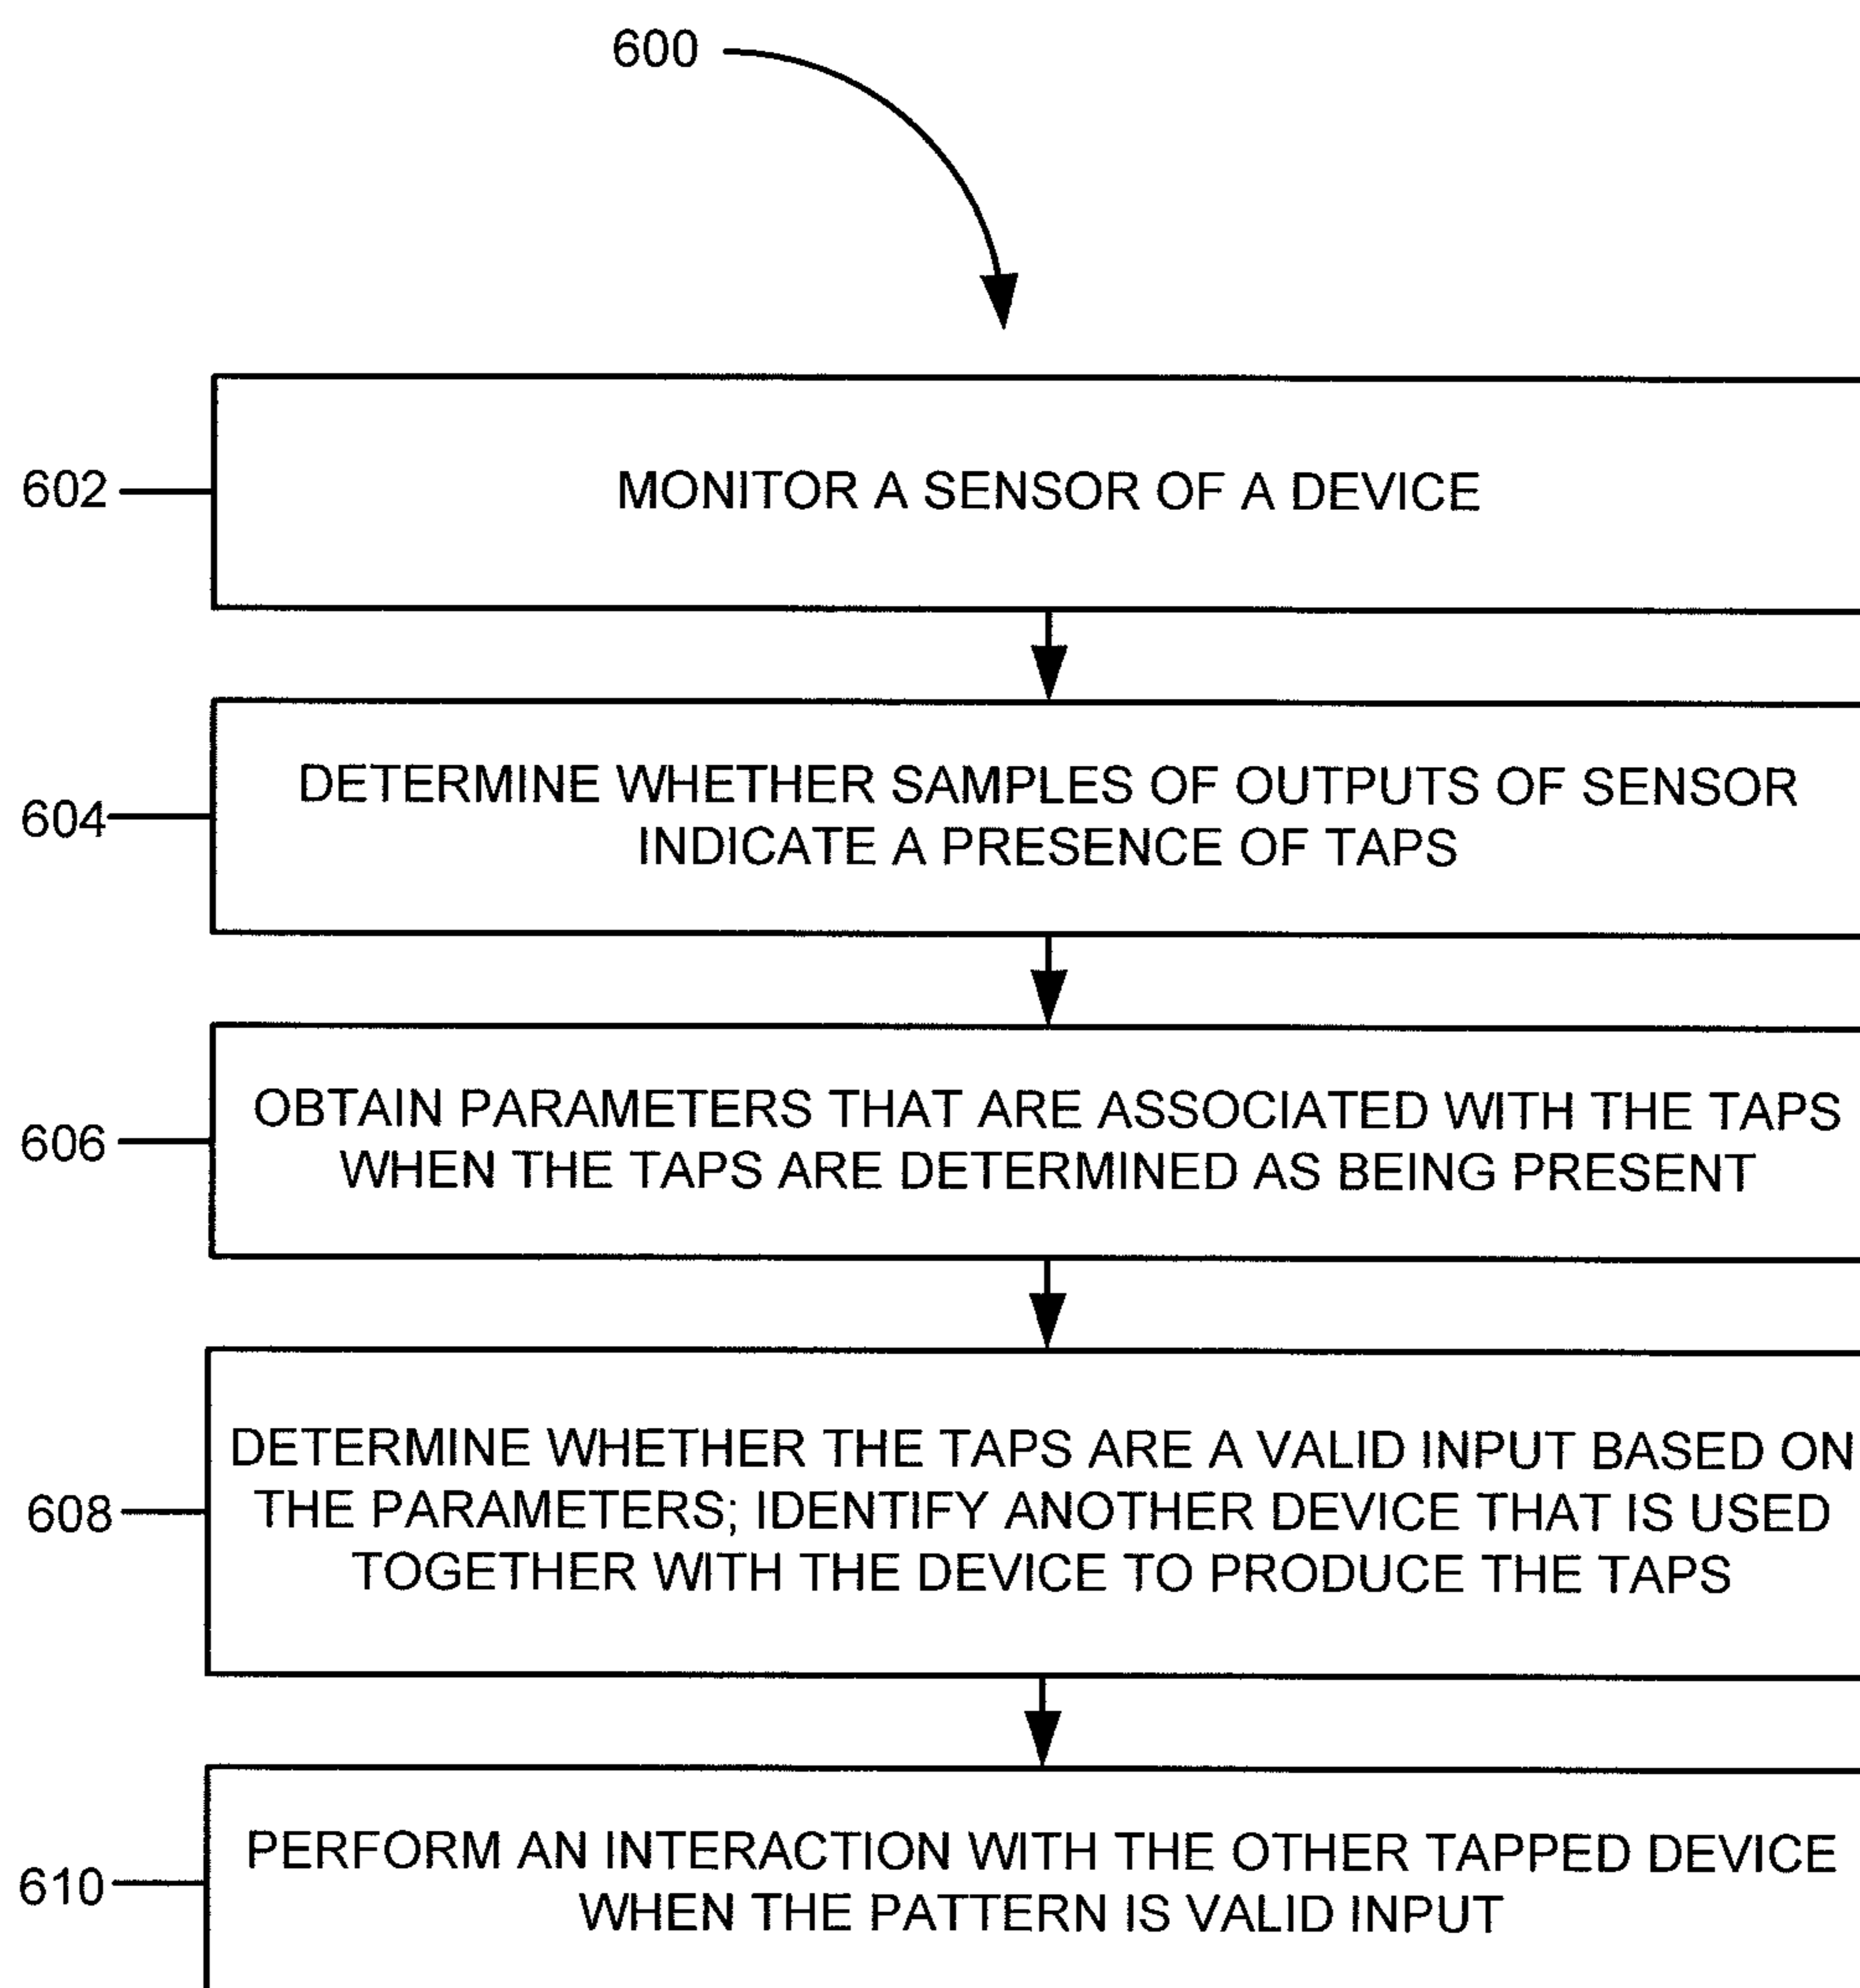 600
602
MONITOR A SENSOR OF A DEVICE
604
DETERMINE WHETHER SAMPLES OF OUTPUTS OF SENSOR
INDICATE A PRESENCE OF TAPS
606
OBTAIN PARAMETERS THAT ARE ASSOCIATED WITH THE TAPS
WHEN THE TAPS ARE DETERMINED AS BEING PRESENT
608
DETERMINE WHETHER THE TAPS ARE A VALID INPUT BASED ON
THE PARAMETERS; IDENTIFY ANOTHER DEVICE THAT IS USED
TOGETHER WITH THE DEVICE TO PRODUCE THE TAPS
610
PERFORM AN INTERACTION WITH THE OTHER TAPPED DEVICE
WHEN THE PATTERN IS VALID INPUT